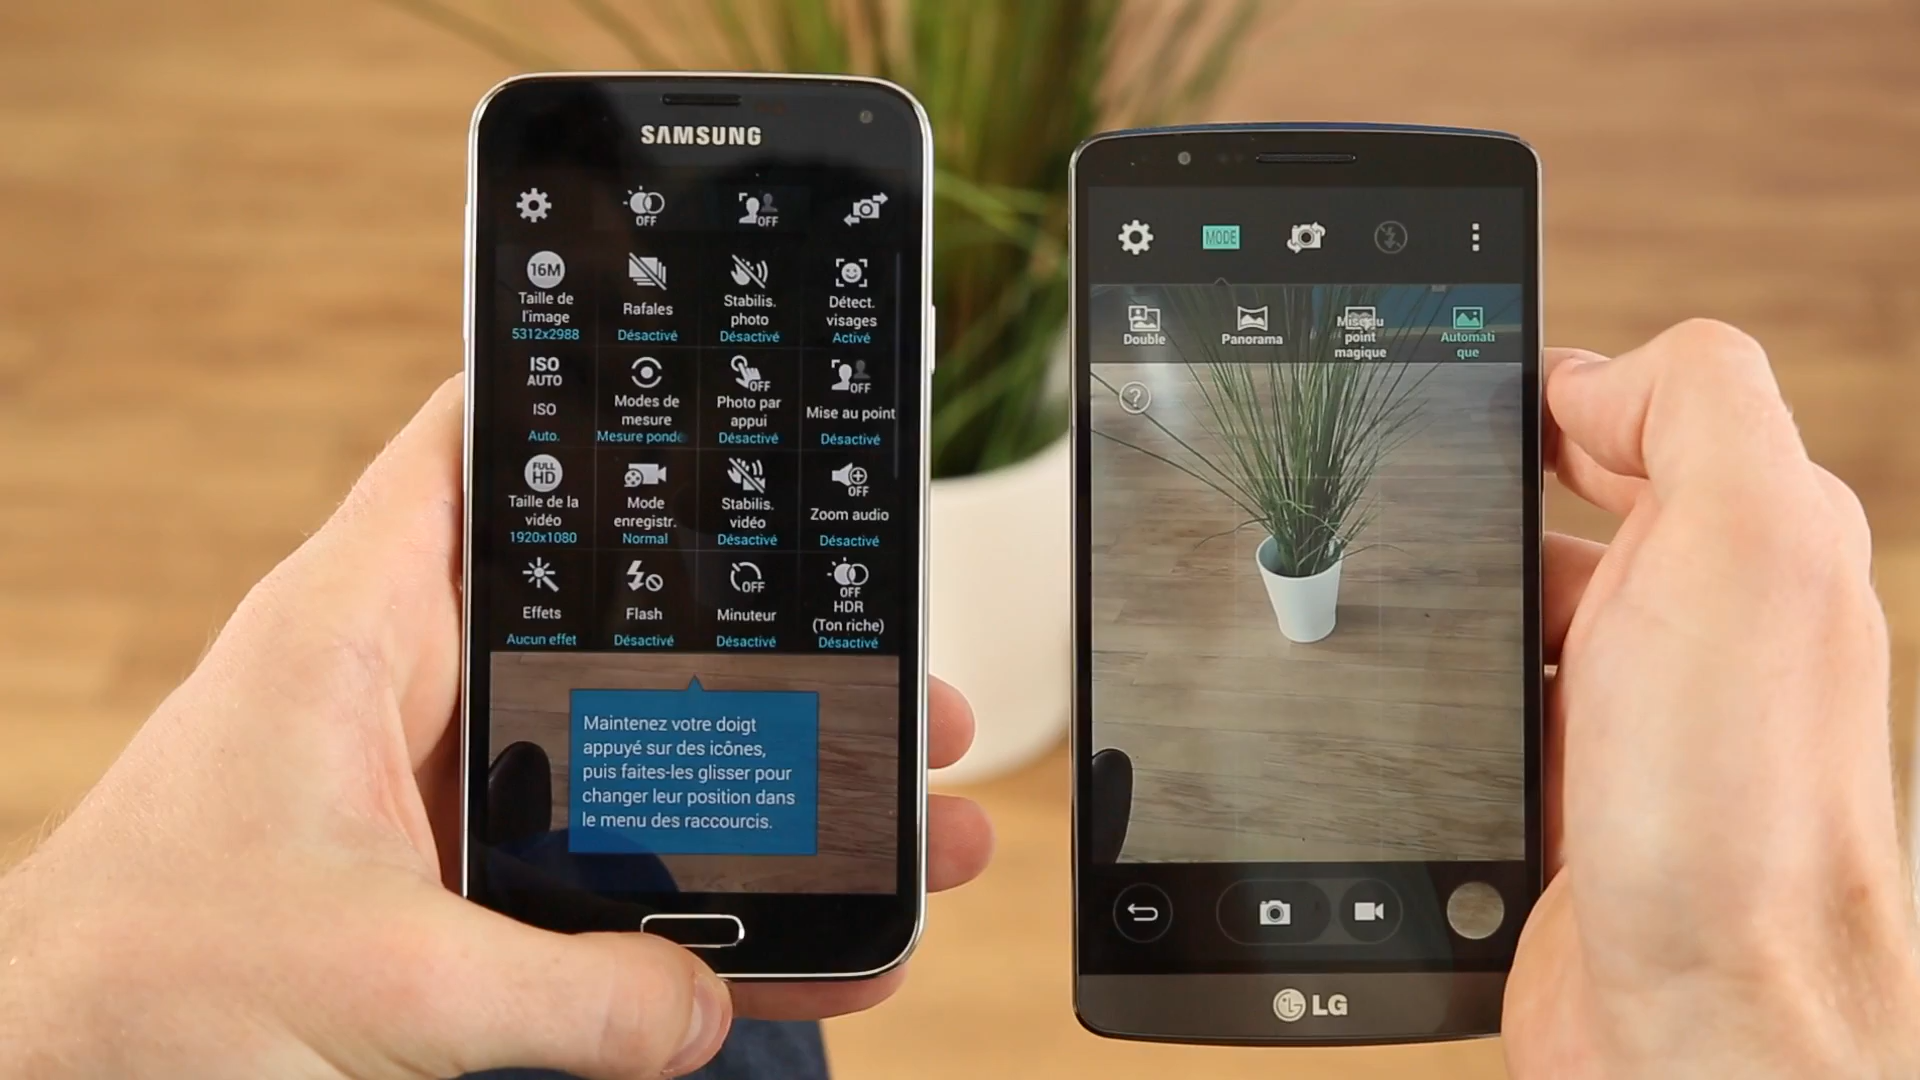 SAMSUNG
OFF
OFF
16M
Taille de
l'image
5312x2988
Rafales
Désactivé
Stabilis.
photo
Désactivé
Détect.
visages
Activé
ISO
AUTO
ISO
Auto.
Modes de
mesure
Mesure pondé
OFF
Photo par
appui
Désactivé
OFF
Mise au point
Désactivé
FULL
HD
Taille de la
vidéo
1920x1080
Mode
enregistr.
Normal
Stabilis.
vidéo
Désactivé
OFF
Zoom audio
Désactivé
Effets
Aucun effet
Flash
Désactivé
OFF
Minuteur
Désactivé
OFF
HDR
(Ton riche)
Désactivé
Maintenez votre doigt
appuyé sur des icônes,
puis faites-les glisser pour
changer leur position dans
le menu des raccourcis.
MODE
Double
Panorama
Mise au
point
magique
Automati
que
?
LG